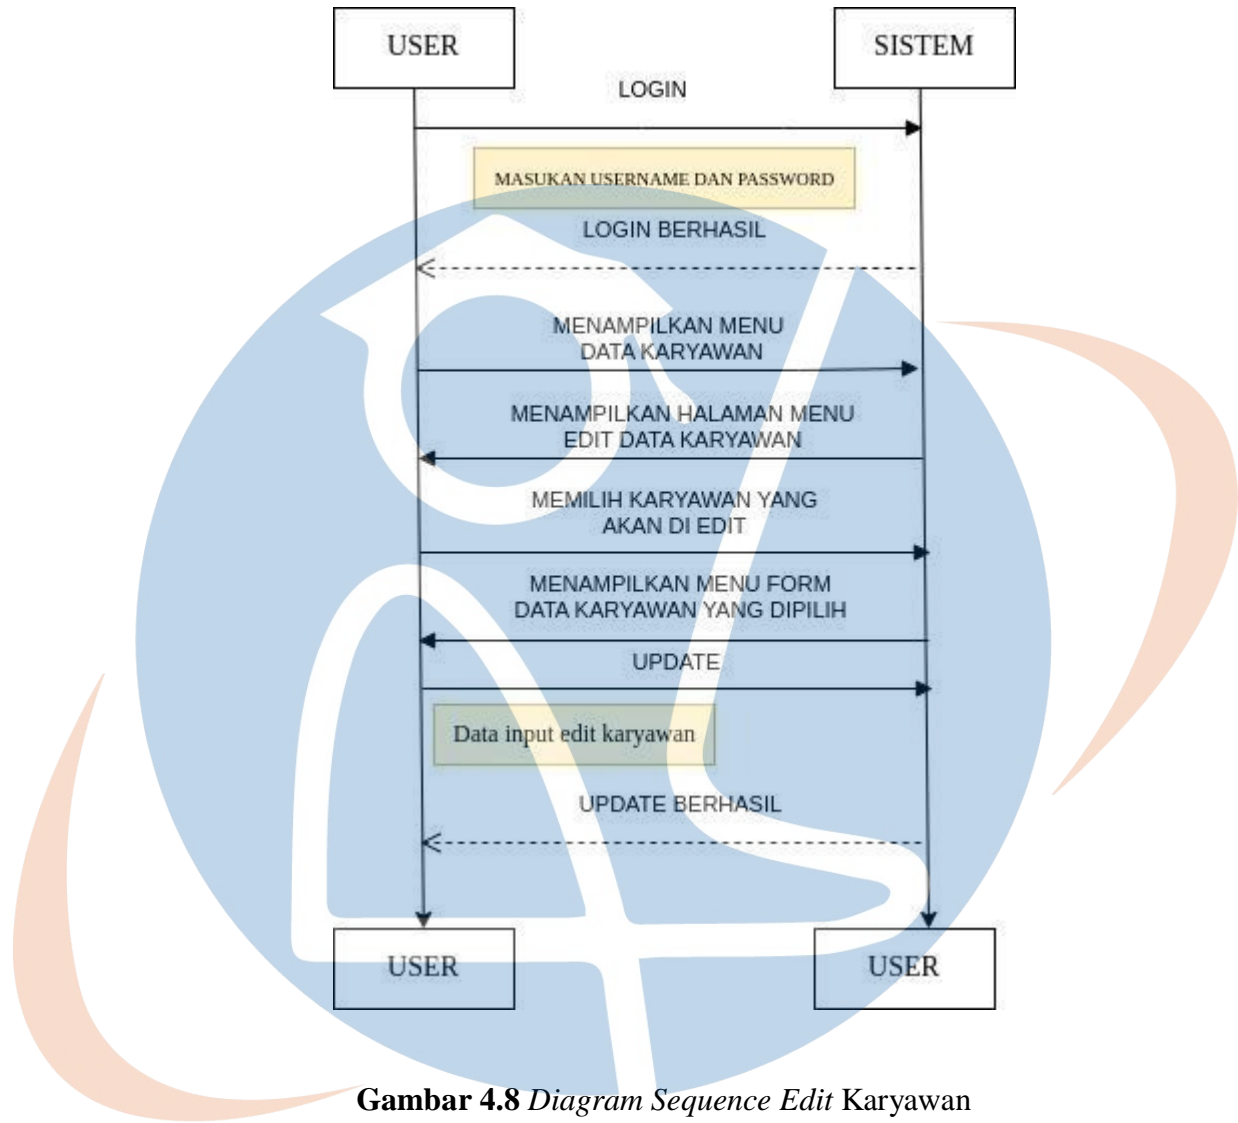 USER
SISTEM
LOGIN
MASUKAN USERNAME DAN PASSWORD
LOGIN BERHASIL
MENAMPILKAN MENU
DATA KARYAWAN
MENAMPILKAN HALAMAN MENU
EDIT DATA KARYAWAN
MEMILIH KARYAWAN YANG
AKAN DI EDIT
MENAMPILKAN MENU FORM
DATA KARYAWAN YANG DIPILIH
UPDATE
Data input edit karyawan
UPDATE BERHASIL
USER
USER
Gambar 4.8 Diagram Sequence Edit Karyawan